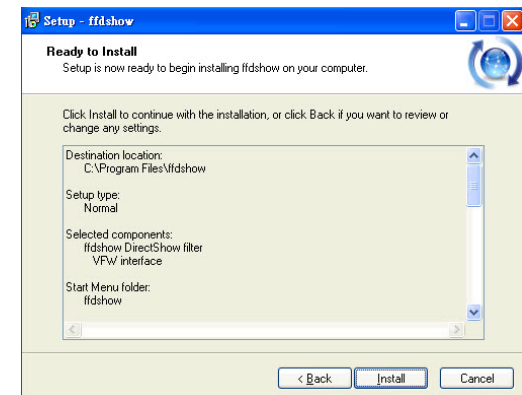 Setup - ffdshow
Ready to Install
Setup is now ready to begin installing ffdshow on your computer.
Click Install to continue with the installation, or click Back if you want to review or
change any settings.
Destination location:
C:\Program Files\ffdshow
Setup type:
Normal
Selected components:
ffdshow DirectShow filter
VFW interface
Start Menu folder:
ffdshow
< Back
Install
Cancel